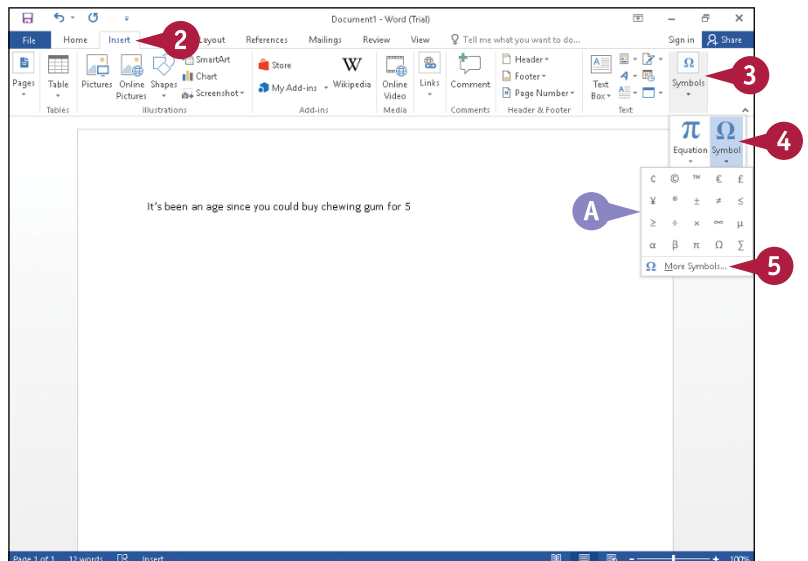 Document1 - Word (Trial)
File Home Insert 2 Layout References Mailings Review View Tell me what you want to do... Sign in Share
Pages
Table
Tables
Pictures
Online Pictures
Shapes
SmartArt
Chart
Screenshot
Illustrations
Store
My Add-ins
W
Wikipedia
Add-ins
Online Video
Media
Links
Comment
Comments
Header
Footer
Page Number
Header & Footer
A
Text Box
Text
Ω
Symbols
3
π Ω
Equation Symbol
4
¢ © ™ € £
¥ ® ± ≠ ≤
≥ ÷ × ∞ µ
α β π Ω ∑
Ω More Symbols...
5
A
It's been an age since you could buy chewing gum for 5
Page 1 of 1 12 words Insert 100%